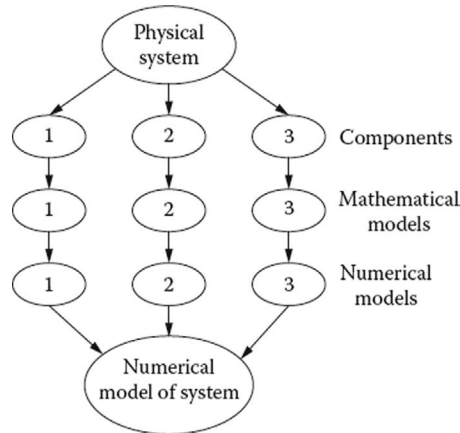 Physical
system
1 2 3 Components
1 2 3 Mathematical
models
1 2 3 Numerical
models
Numerical
model of system